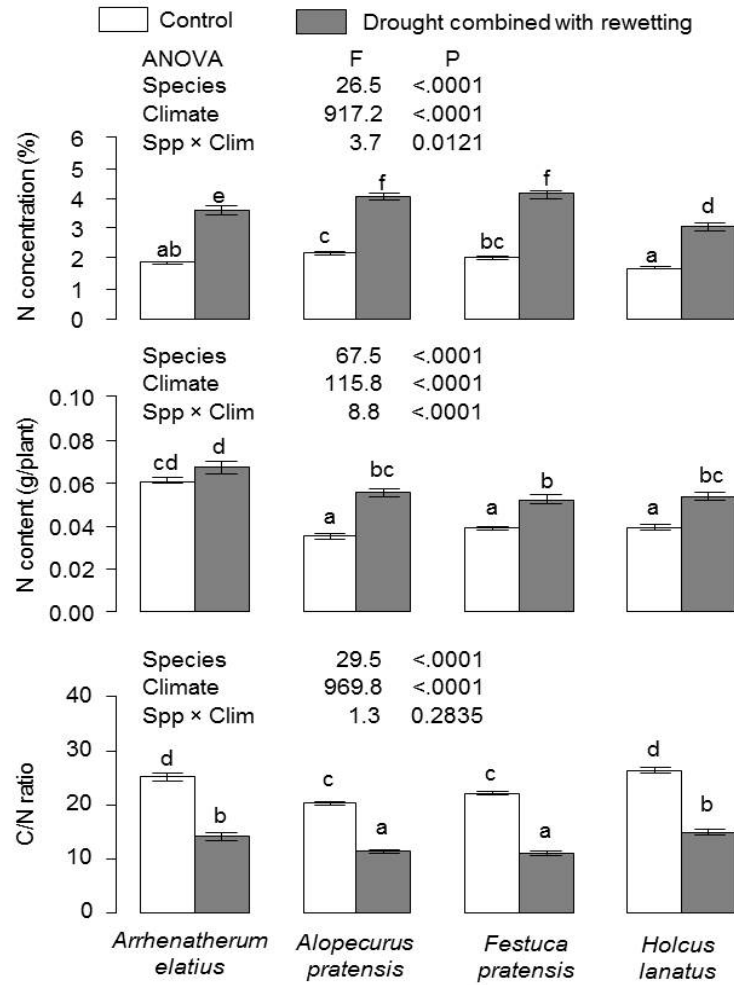 Control Drought combined with rewetting
ANOVA F P
Species 26.5 <.0001
Climate 917.2 <.0001
Spp × Clim 3.7 0.0121
N concentration (%)
6
5
4
3
2
1
0
ab e c f bc f a d
Species 67.5 <.0001
Climate 115.8 <.0001
Spp × Clim 8.8 <.0001
N content (g/plant)
0.10
0.08
0.06
0.04
0.02
0.00
cd d a bc a b a bc
Species 29.5 <.0001
Climate 969.8 <.0001
Spp × Clim 1.3 0.2835
C/N ratio
40
30
20
10
0
d b c a c a d b
Arrhenatherum
elatius
Alopecurus
pratensis
Festuca
pratensis
Holcus
lanatus